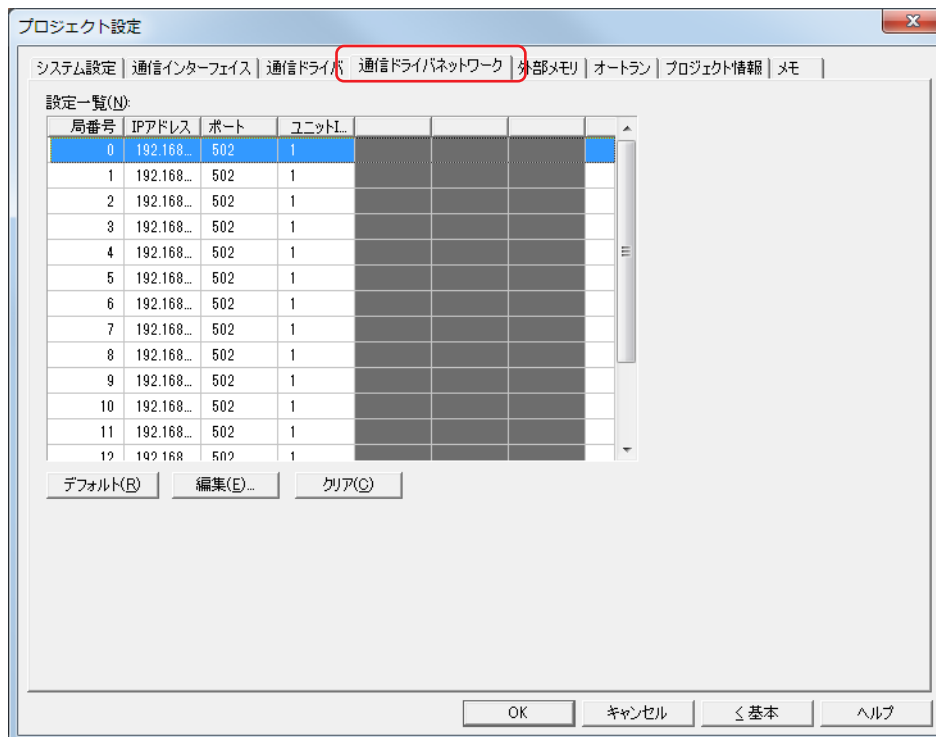 プロジェクト設定
システム設定 通信インターフェイス 通信ドライバ 通信ドライバネットワーク 外部メモリ オートラン プロジェクト情報 メモ
設定一覧(N):
局番号 IPアドレス ポート ユニットI...
0 192.168... 502 1
1 192.168... 502 1
2 192.168... 502 1
3 192.168... 502 1
4 192.168... 502 1
5 192.168... 502 1
6 192.168... 502 1
7 192.168... 502 1
8 192.168... 502 1
9 192.168... 502 1
10 192.168... 502 1
11 192.168... 502 1
12 192.168 502 1
デフォルト(R) 編集(E)... クリア(C)
OK キャンセル < 基本 ヘルプ